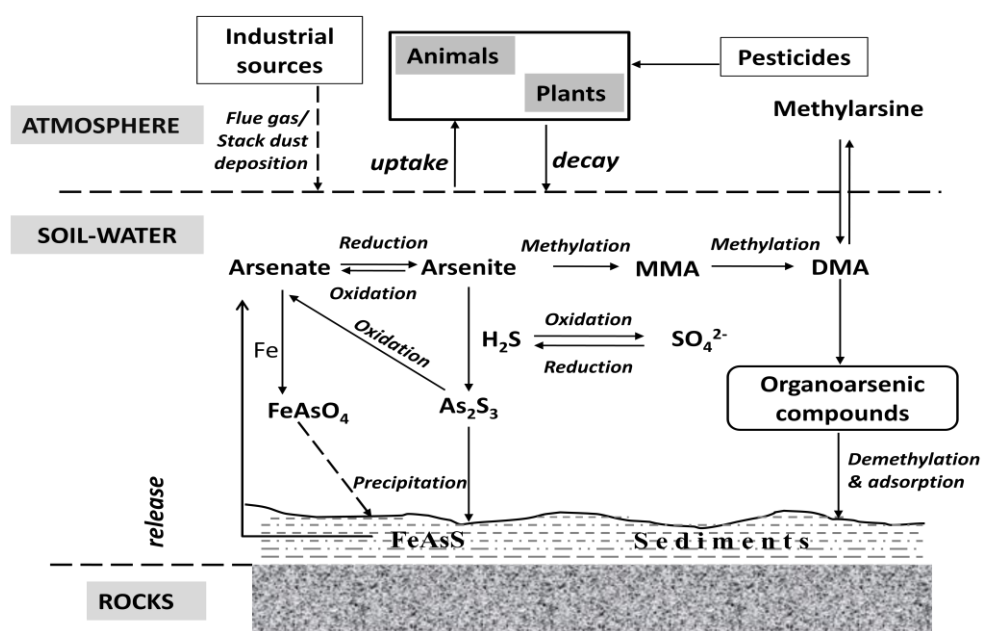 Industrial
sources
Animals
Plants
Pesticides
ATMOSPHERE
Flue gas/
Stack dust
deposition
uptake
decay
Methylarsine
SOIL-WATER
Arsenate
Reduction
Oxidation
Arsenite
Methylation
MMA
Methylation
DMA
Fe
Oxidation
H₂S
Oxidation
Reduction
SO₄²⁻
FeAsO₄
As₂S₃
Organoarsenic
compounds
Precipitation
Demethylation
& adsorption
release
FeAsS
Sediments
ROCKS